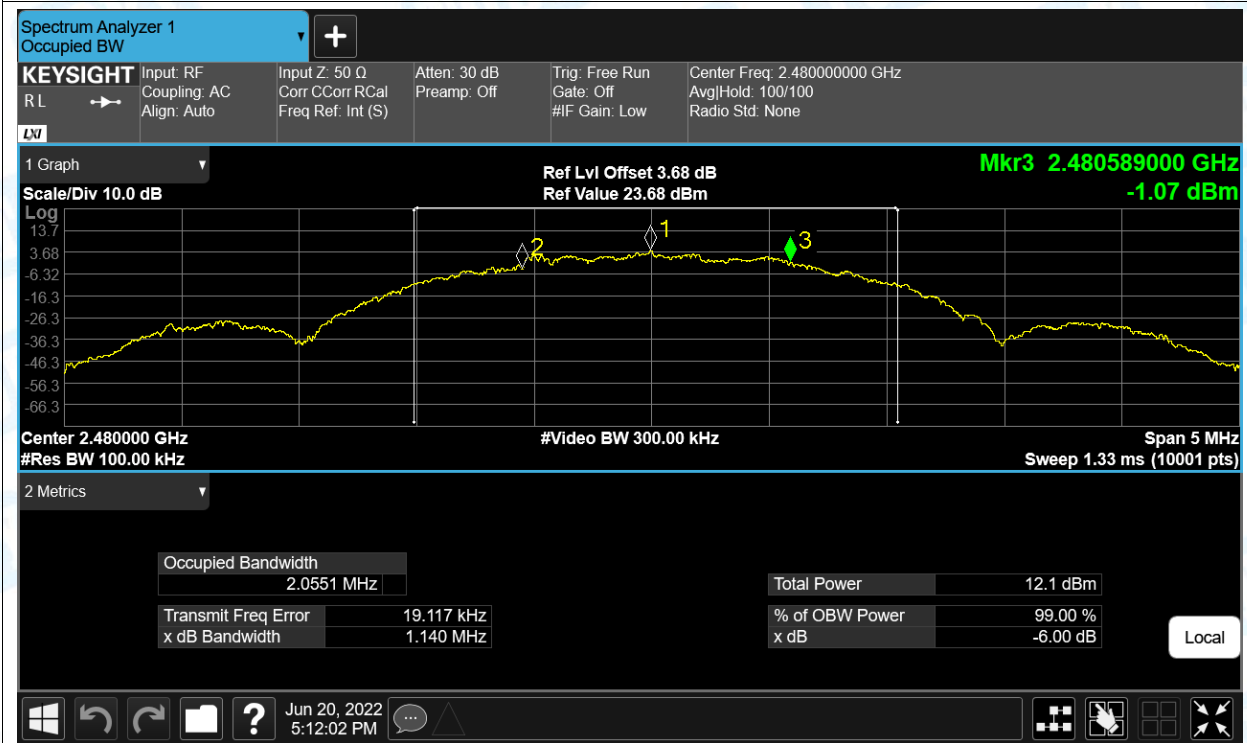 Spectrum Analyzer 1
Occupied BW
KEYSIGHT
R L
LXI
Input: RF
Coupling: AC
Align: Auto
Input Z: 50 Ω
Corr CCorr RCal
Freq Ref: Int (S)
Atten: 30 dB
Preamp: Off
Trig: Free Run
Gate: Off
#IF Gain: Low
Center Freq: 2.480000000 GHz
Avg|Hold: 100/100
Radio Std: None
1 Graph
Scale/Div 10.0 dB
Ref Lvl Offset 3.68 dB
Ref Value 23.68 dBm
Mkr3 2.480589000 GHz
-1.07 dBm
Log
13.7
3.68
-6.32
-16.3
-26.3
-36.3
-46.3
-56.3
-66.3
2
1
3
Center 2.480000 GHz
#Res BW 100.00 kHz
#Video BW 300.00 kHz
Span 5 MHz
Sweep 1.33 ms (10001 pts)
2 Metrics
Occupied Bandwidth
2.0551 MHz
Transmit Freq Error 19.117 kHz
x dB Bandwidth 1.140 MHz
Total Power 12.1 dBm
% of OBW Power 99.00 %
x dB -6.00 dB
Local
?
Jun 20, 2022
5:12:02 PM